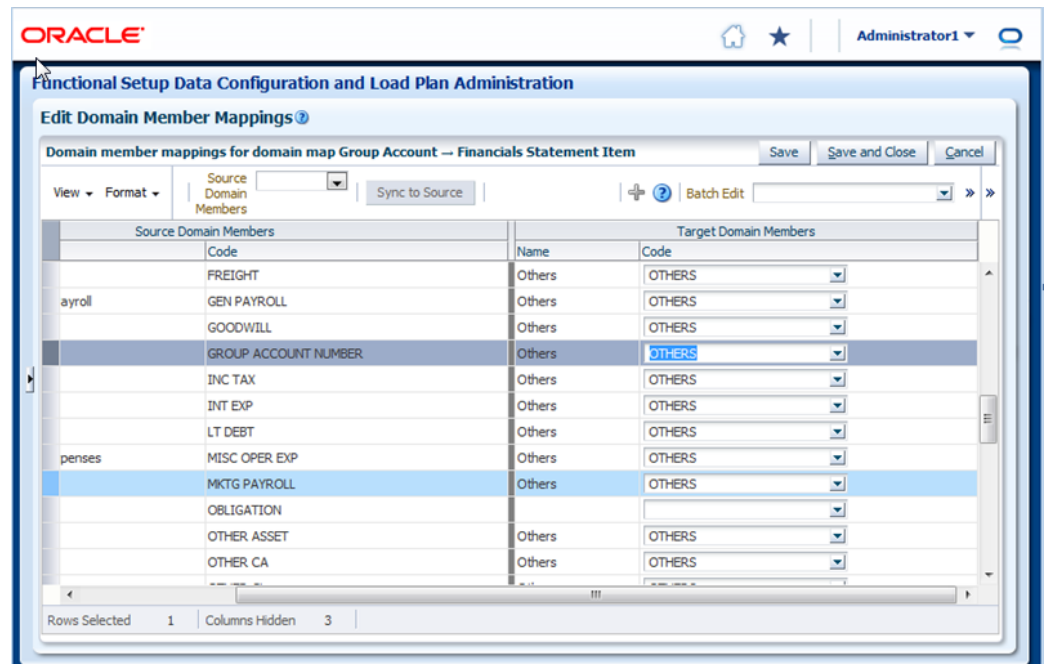 ORACLE
Administrator1
Functional Setup Data Configuration and Load Plan Administration
Edit Domain Member Mappings
Domain member mappings for domain map Group Account → Financials Statement Item Save Save and Close Cancel
View Format Source Domain Members Sync to Source Batch Edit » »
Source Domain Members Target Domain Members
Code Name Code
FREIGHT Others OTHERS
ayroll GEN PAYROLL Others OTHERS
GOODWILL Others OTHERS
GROUP ACCOUNT NUMBER Others OTHERS
INC TAX Others OTHERS
INT EXP Others OTHERS
LT DEBT Others OTHERS
penses MISC OPER EXP Others OTHERS
MKTG PAYROLL Others OTHERS
OBLIGATION
OTHER ASSET Others OTHERS
OTHER CA Others OTHERS
Rows Selected 1 Columns Hidden 3